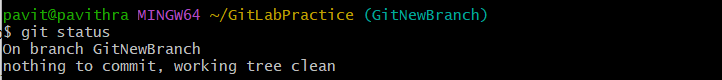 pavit@pavithra MINGW64 ~/GitLabPractice (GitNewBranch)
$ git status
On branch GitNewBranch
nothing to commit, working tree clean